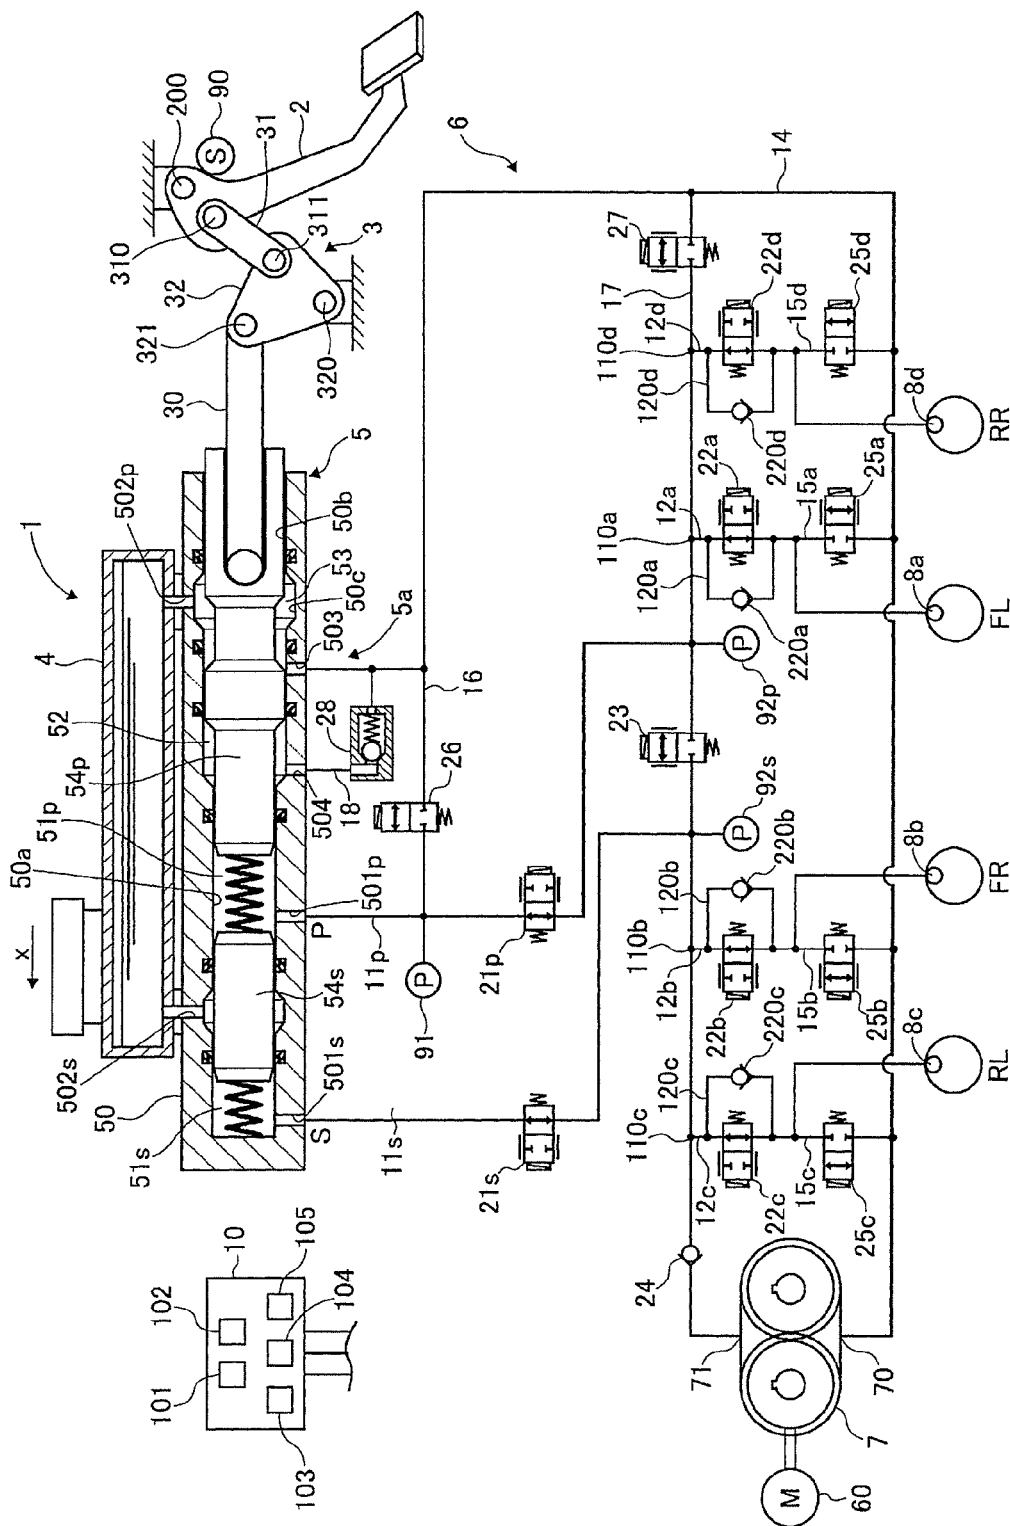 1
4
x
502p
5
50b
53
50c
503
5a
52
54p
51p
50a
28
18
504
26
16
501p
P
11p
91
P
54s
502s
50
51s
501s
S
11s
21s
21p
30
321
32
320
3
311
310
31
200
90
S
2
6
14
27
17
110d
12d
120d
22d
220d
15d
25d
8d
RR
110a
12a
120a
22a
220a
15a
25a
8a
FL
P
92p
23
P
92s
110b
12b
120b
22b
220b
15b
25b
8b
FR
110c
12c
120c
22c
220c
15c
25c
8c
RL
24
71
70
7
M
60
10
101
102
103
104
105